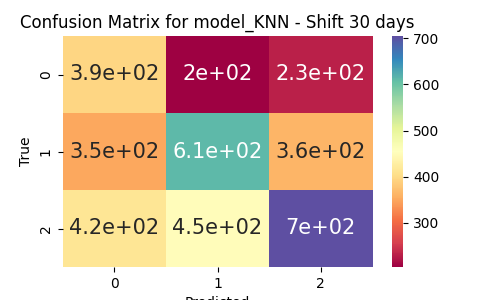 Confusion Matrix for model_KNN - Shift 30 days
0 3.9e+02 2e+02 2.3e+02
1 3.5e+02 6.1e+02 3.6e+02
2 4.2e+02 4.5e+02 7e+02
True
0 1 2
Predicted
700
600
500
400
300